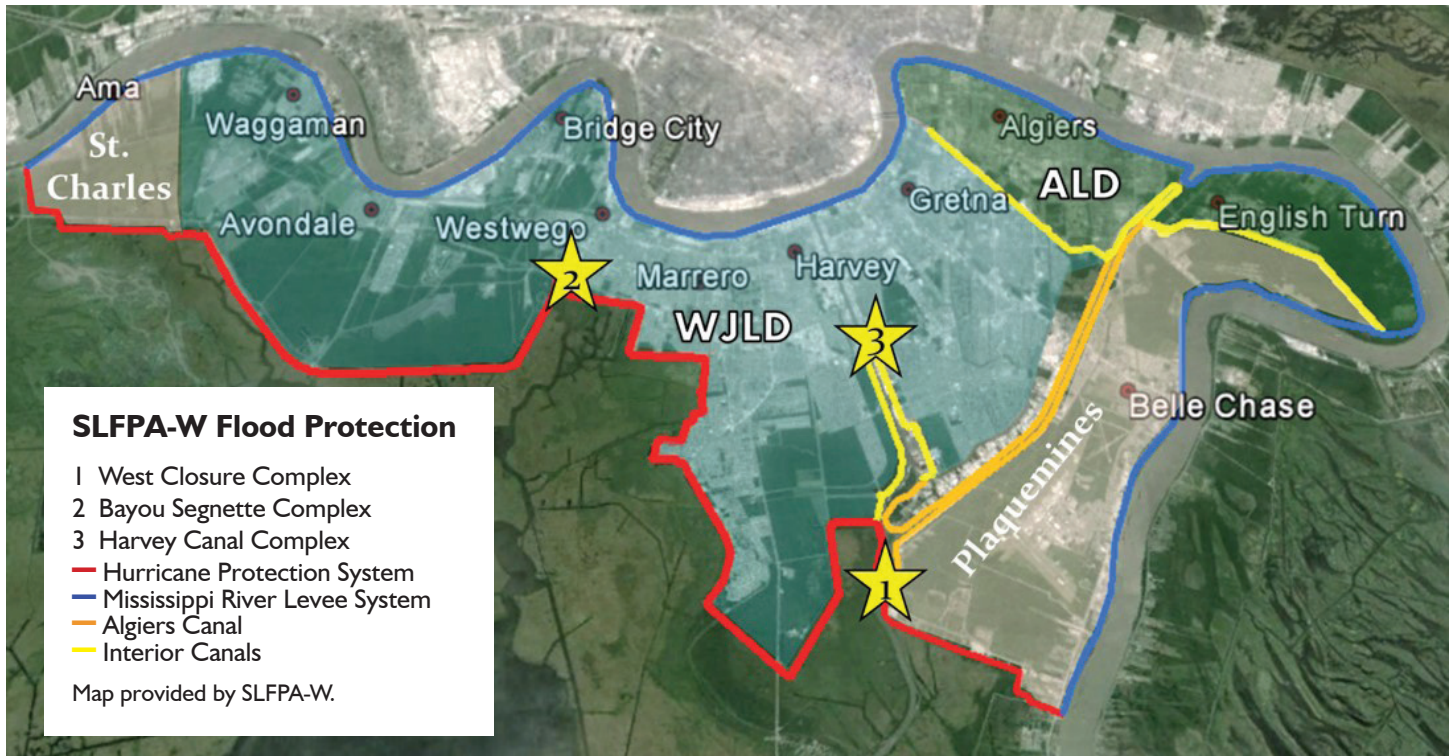 Ama
St.
Charles
Waggaman
Bridge City
Algiers
ALD
Avondale
Westwego
Gretna
English Turn
2
Marrero
Harvey
WJLD
3
Belle Chase
Plaquemines
1
SLFPA-W Flood Protection
1 West Closure Complex
2 Bayou Segnette Complex
3 Harvey Canal Complex
Hurricane Protection System
Mississippi River Levee System
Algiers Canal
Interior Canals
Map provided by SLFPA-W.